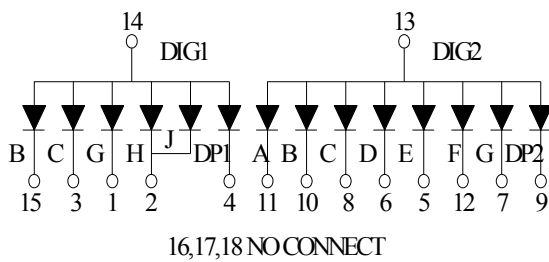 14 13
DIG1 DIG2
B C G H J DP1 A B C D E F G DP2
15 3 1 2 4 11 10 8 6 5 12 7 9
16,17,18 NO CONNECT